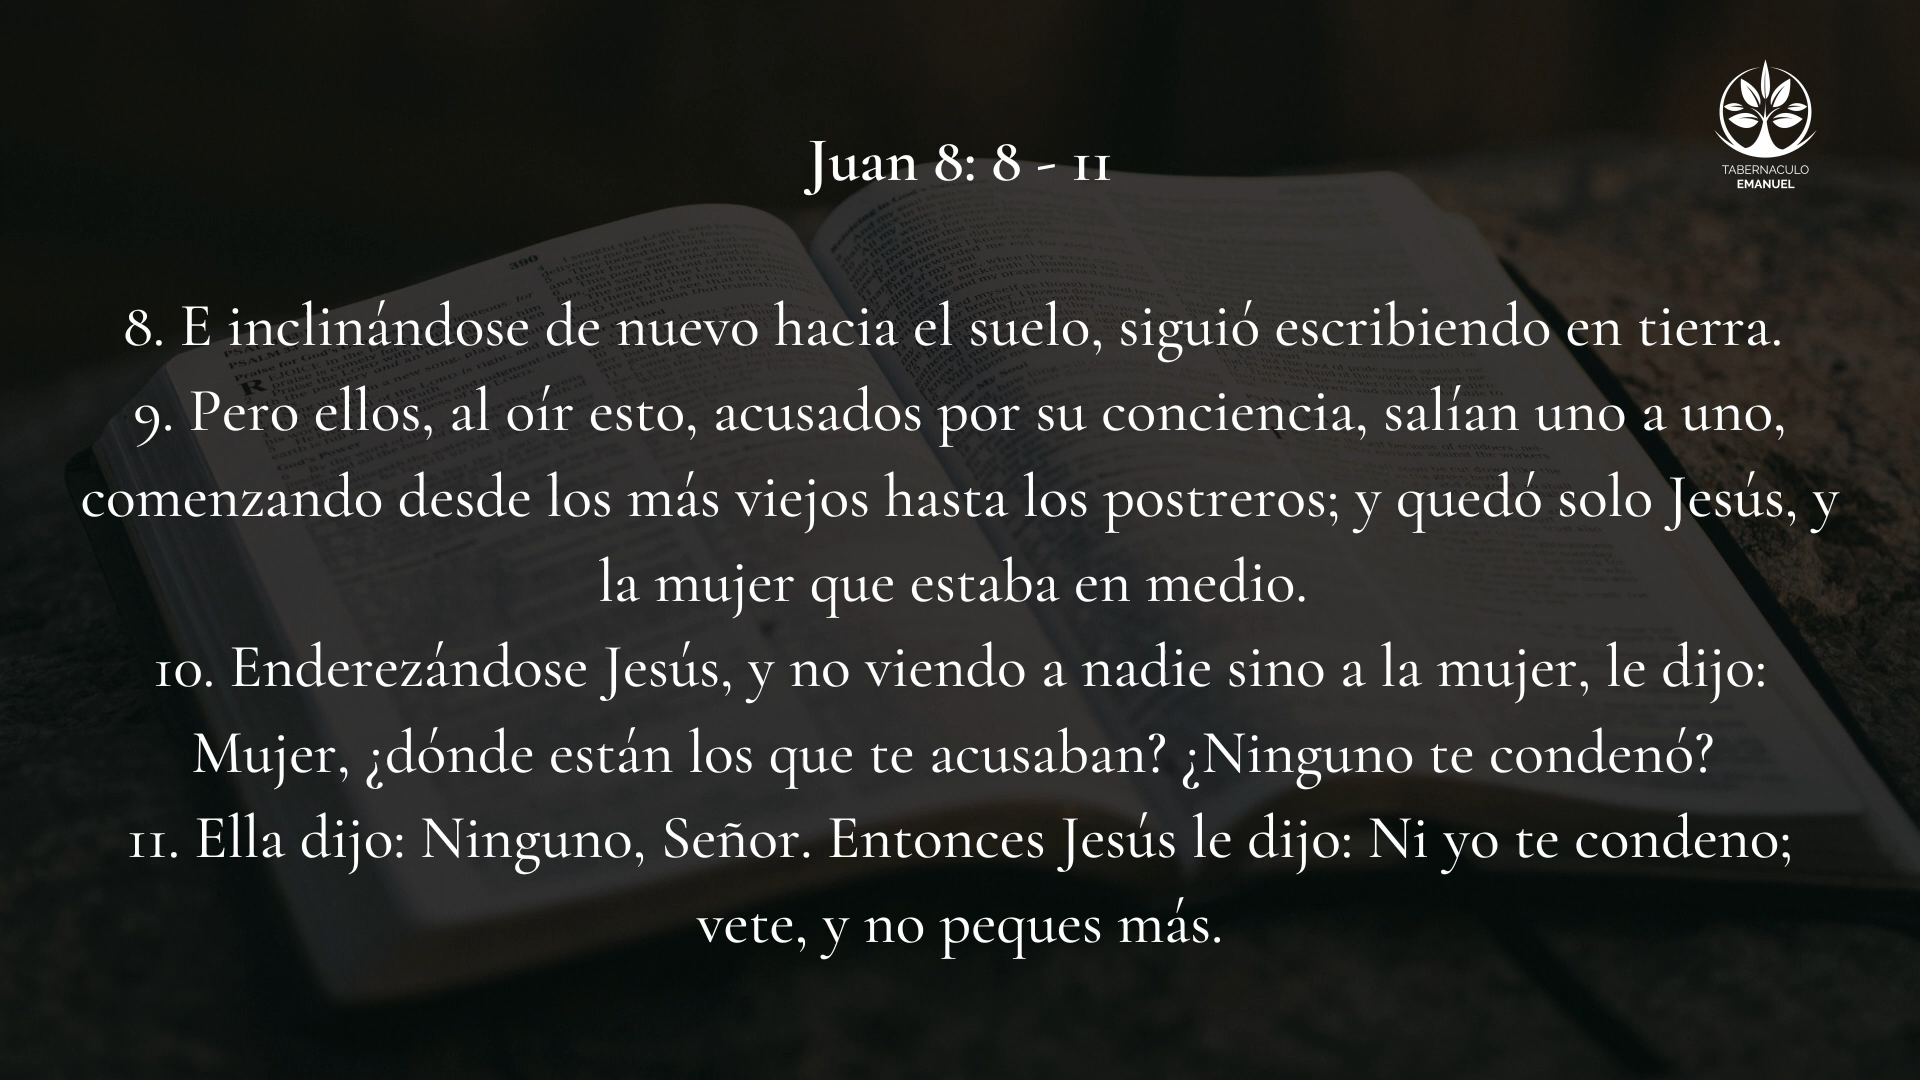 Juan 8: 8 - 11
TABERNACULO
EMANUEL
8. E inclinándose de nuevo hacia el suelo, siguió escribiendo en tierra.
9. Pero ellos, al oír esto, acusados por su conciencia, salían uno a uno,
comenzando desde los más viejos hasta los postreros; y quedó solo Jesús, y
la mujer que estaba en medio.
10. Enderezándose Jesús, y no viendo a nadie sino a la mujer, le dijo:
Mujer, ¿dónde están los que te acusaban? ¿Ninguno te condenó?
11. Ella dijo: Ninguno, Señor. Entonces Jesús le dijo: Ni yo te condeno;
vete, y no peques más.
390